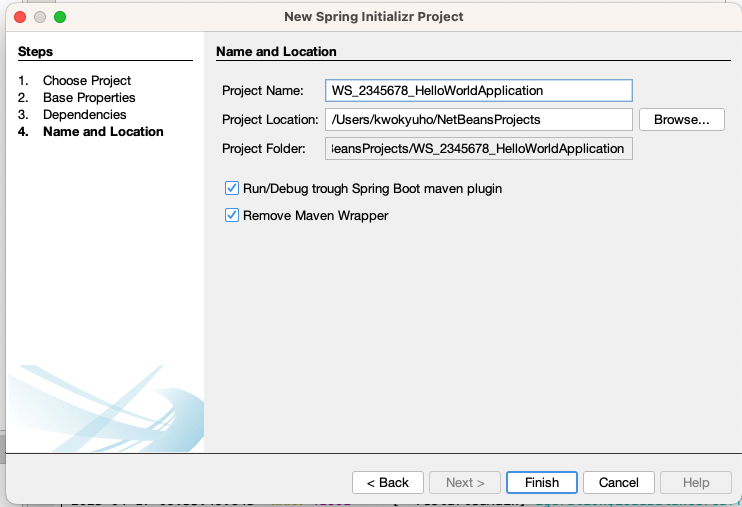 New Spring Initializr Project
Steps
1. Choose Project
2. Base Properties
3. Dependencies
4. Name and Location
Name and Location
Project Name: WS_2345678_HelloWorldApplication
Project Location: /Users/kwokyuho/NetBeansProjects Browse...
Project Folder: BeansProjects/WS_2345678_HelloWorldApplication
Run/Debug trough Spring Boot maven plugin
Remove Maven Wrapper
< Back Next > Finish Cancel Help